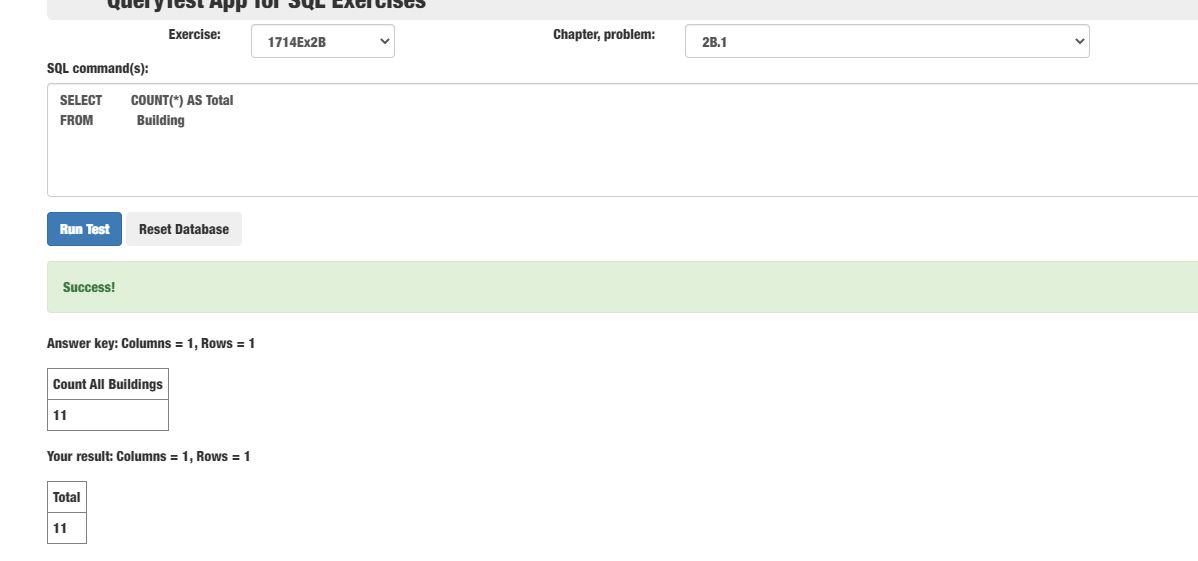 QueryTest App for SQL Exercises
Exercise: 1714Ex2B Chapter, problem: 2B.1
SQL command(s):
SELECT COUNT(*) AS Total
FROM Building
Run Test Reset Database
Success!
Answer key: Columns = 1, Rows = 1
Count All Buildings
11
Your result: Columns = 1, Rows = 1
Total
11